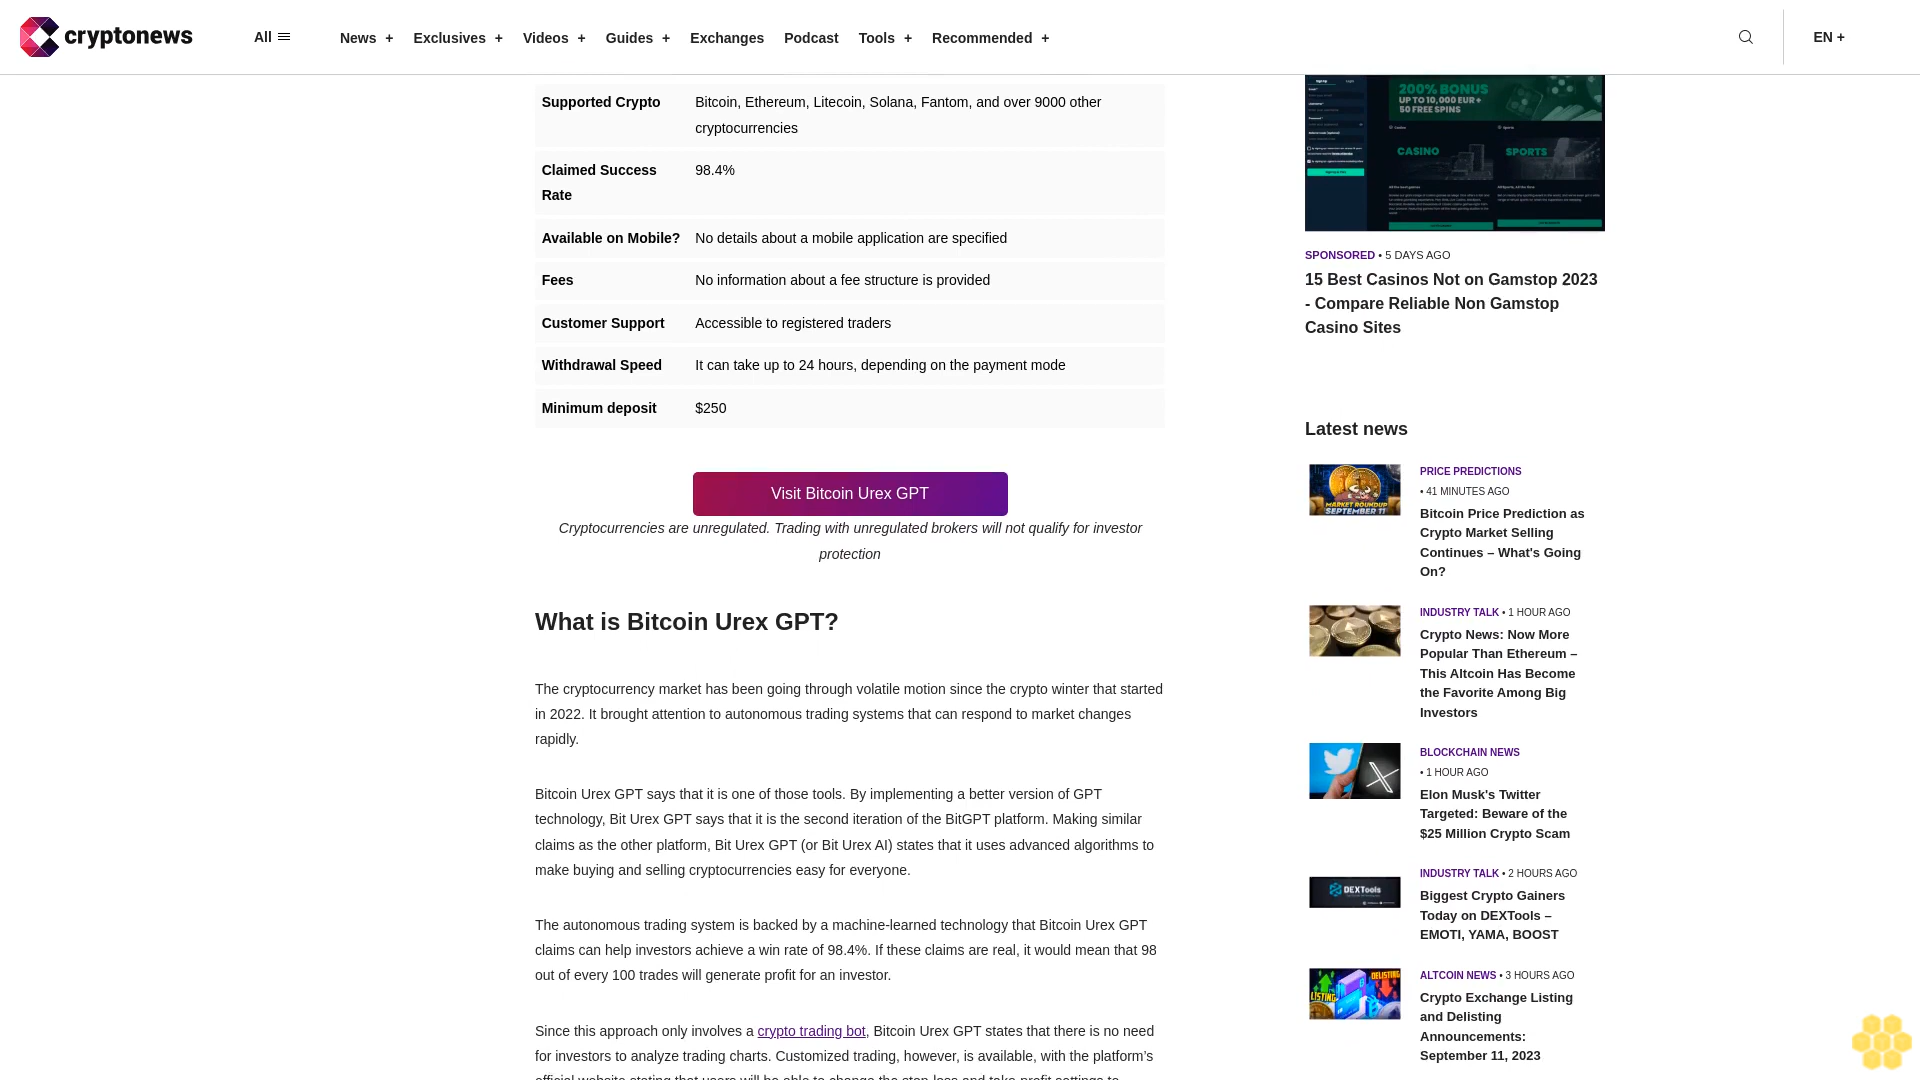 cryptonews
All
News +
Exclusives +
Videos +
Guides +
Exchanges
Podcast
Tools +
Recommended +
EN +
Supported Crypto
Bitcoin, Ethereum, Litecoin, Solana, Fantom, and over 9000 other
cryptocurrencies
Claimed Success
Rate
98.4%
Available on Mobile?
No details about a mobile application are specified
Fees
No information about a fee structure is provided
Customer Support
Accessible to registered traders
Withdrawal Speed
It can take up to 24 hours, depending on the payment mode
Minimum deposit
$250
Visit Bitcoin Urex GPT
Cryptocurrencies are unregulated. Trading with unregulated brokers will not qualify for investor
protection
What is Bitcoin Urex GPT?
The cryptocurrency market has been going through volatile motion since the crypto winter that started
in 2022. It brought attention to autonomous trading systems that can respond to market changes
rapidly.
Bitcoin Urex GPT says that it is one of those tools. By implementing a better version of GPT
technology, Bit Urex GPT says that it is the second iteration of the BitGPT platform. Making similar
claims as the other platform, Bit Urex GPT (or Bit Urex AI) states that it uses advanced algorithms to
make buying and selling cryptocurrencies easy for everyone.
The autonomous trading system is backed by a machine-learned technology that Bitcoin Urex GPT
claims can help investors achieve a win rate of 98.4%. If these claims are real, it would mean that 98
out of every 100 trades will generate profit for an investor.
Since this approach only involves a crypto trading bot, Bitcoin Urex GPT states that there is no need
for investors to analyze trading charts. Customized trading, however, is available, with the platform's
official website stating that users will be able to change the stop-loss and take-profit settings to
200% BONUS
UP TO 10,000 EUR +
50 FREE SPINS
CASINO
SPORTS
SPONSORED • 5 DAYS AGO
15 Best Casinos Not on Gamstop 2023
- Compare Reliable Non Gamstop
Casino Sites
Latest news
MARKET ROUNDUP
SEPTEMBER 11
PRICE PREDICTIONS
• 41 MINUTES AGO
Bitcoin Price Prediction as
Crypto Market Selling
Continues – What's Going
On?
INDUSTRY TALK • 1 HOUR AGO
Crypto News: Now More
Popular Than Ethereum –
This Altcoin Has Become
the Favorite Among Big
Investors
BLOCKCHAIN NEWS
• 1 HOUR AGO
Elon Musk's Twitter
Targeted: Beware of the
$25 Million Crypto Scam
DEXTools
INDUSTRY TALK • 2 HOURS AGO
Biggest Crypto Gainers
Today on DEXTools –
EMOTI, YAMA, BOOST
LISTING
DELISTING
ALTCOIN NEWS • 3 HOURS AGO
Crypto Exchange Listing
and Delisting
Announcements:
September 11, 2023